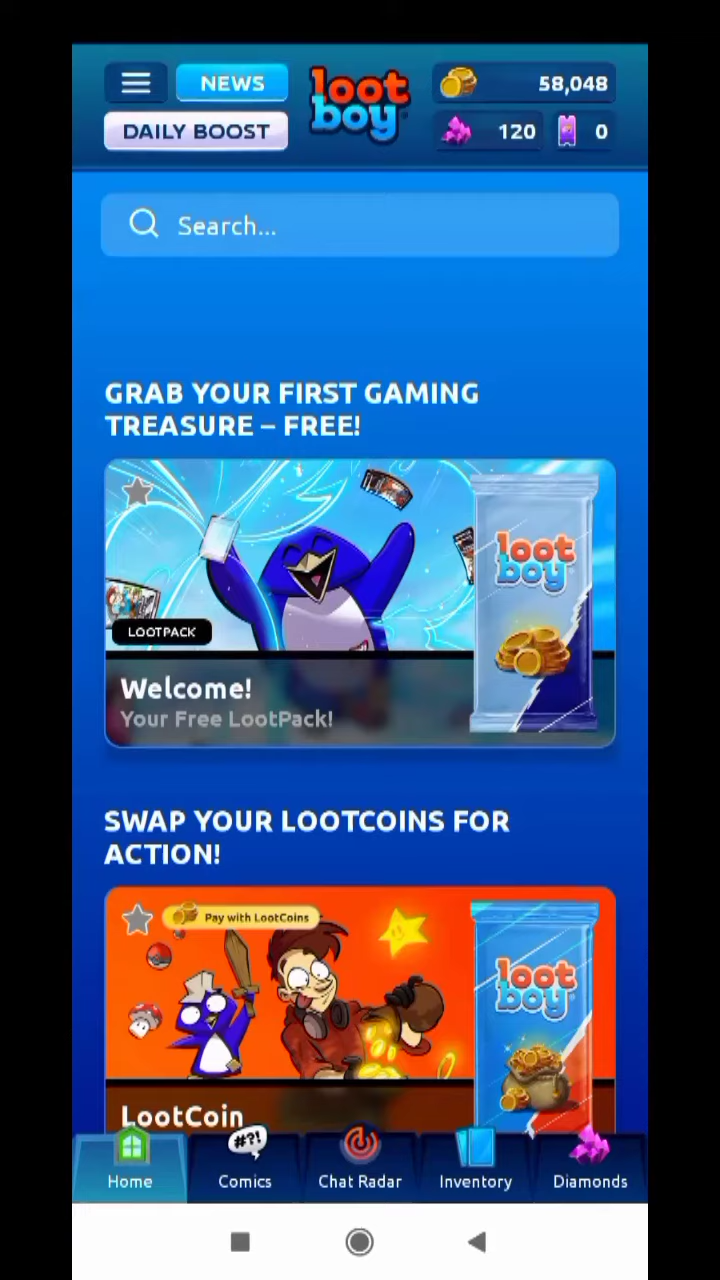 NEWS
loot
boy
58,048
DAILY BOOST
120
0
Search...
GRAB YOUR FIRST GAMING
TREASURE – FREE!
loot
boy
LOOTPACK
Welcome!
Your Free LootPack!
SWAP YOUR LOOTCOINS FOR
ACTION!
Pay with LootCoins
loot
boy
LootCoin
#?!
Home
Comics
Chat Radar
Inventory
Diamonds